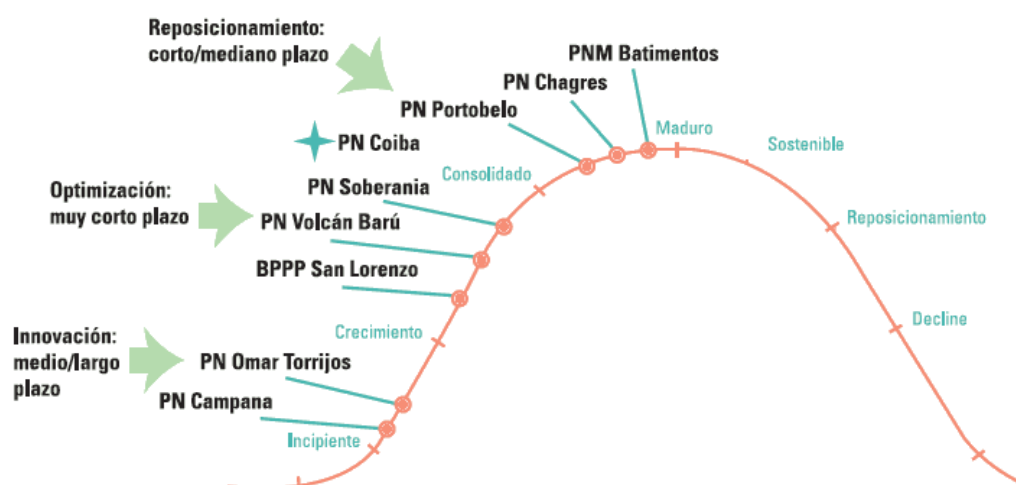 Reposicionamiento:
corto/mediano plazo
PNM Batimentos
PN Chagres
PN Portobelo
Maduro
Sostenible
PN Coiba
Consolidado
PN Soberania
Optimización:
muy corto plazo
PN Volcán Barú
Reposicionamiento
BPPP San Lorenzo
Decline
Crecimiento
Innovación:
medio/largo
plazo
PN Omar Torrijos
PN Campana
Incipiente